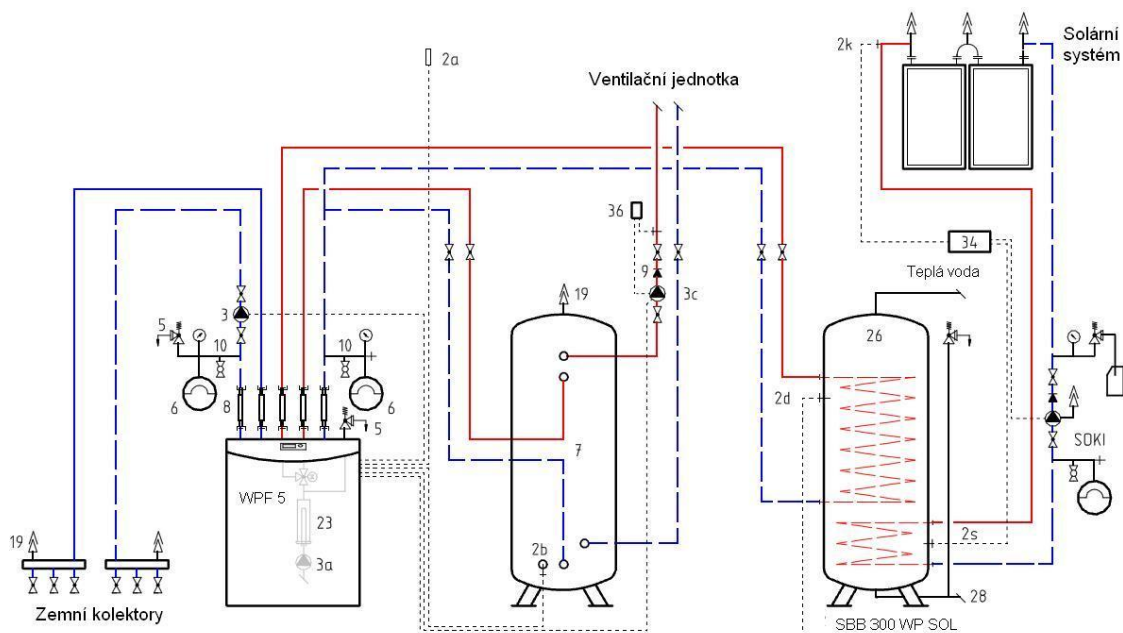 2a
2k
Solární
systém
Ventilační jednotka
36
34
9
3c
Teplá voda
3
5
10
10
19
26
6
8
6
5
2d
7
SOKI
WPF 5
23
2s
19
3a
2b
28
Zemní kolektory
SBB 300 WP SOL